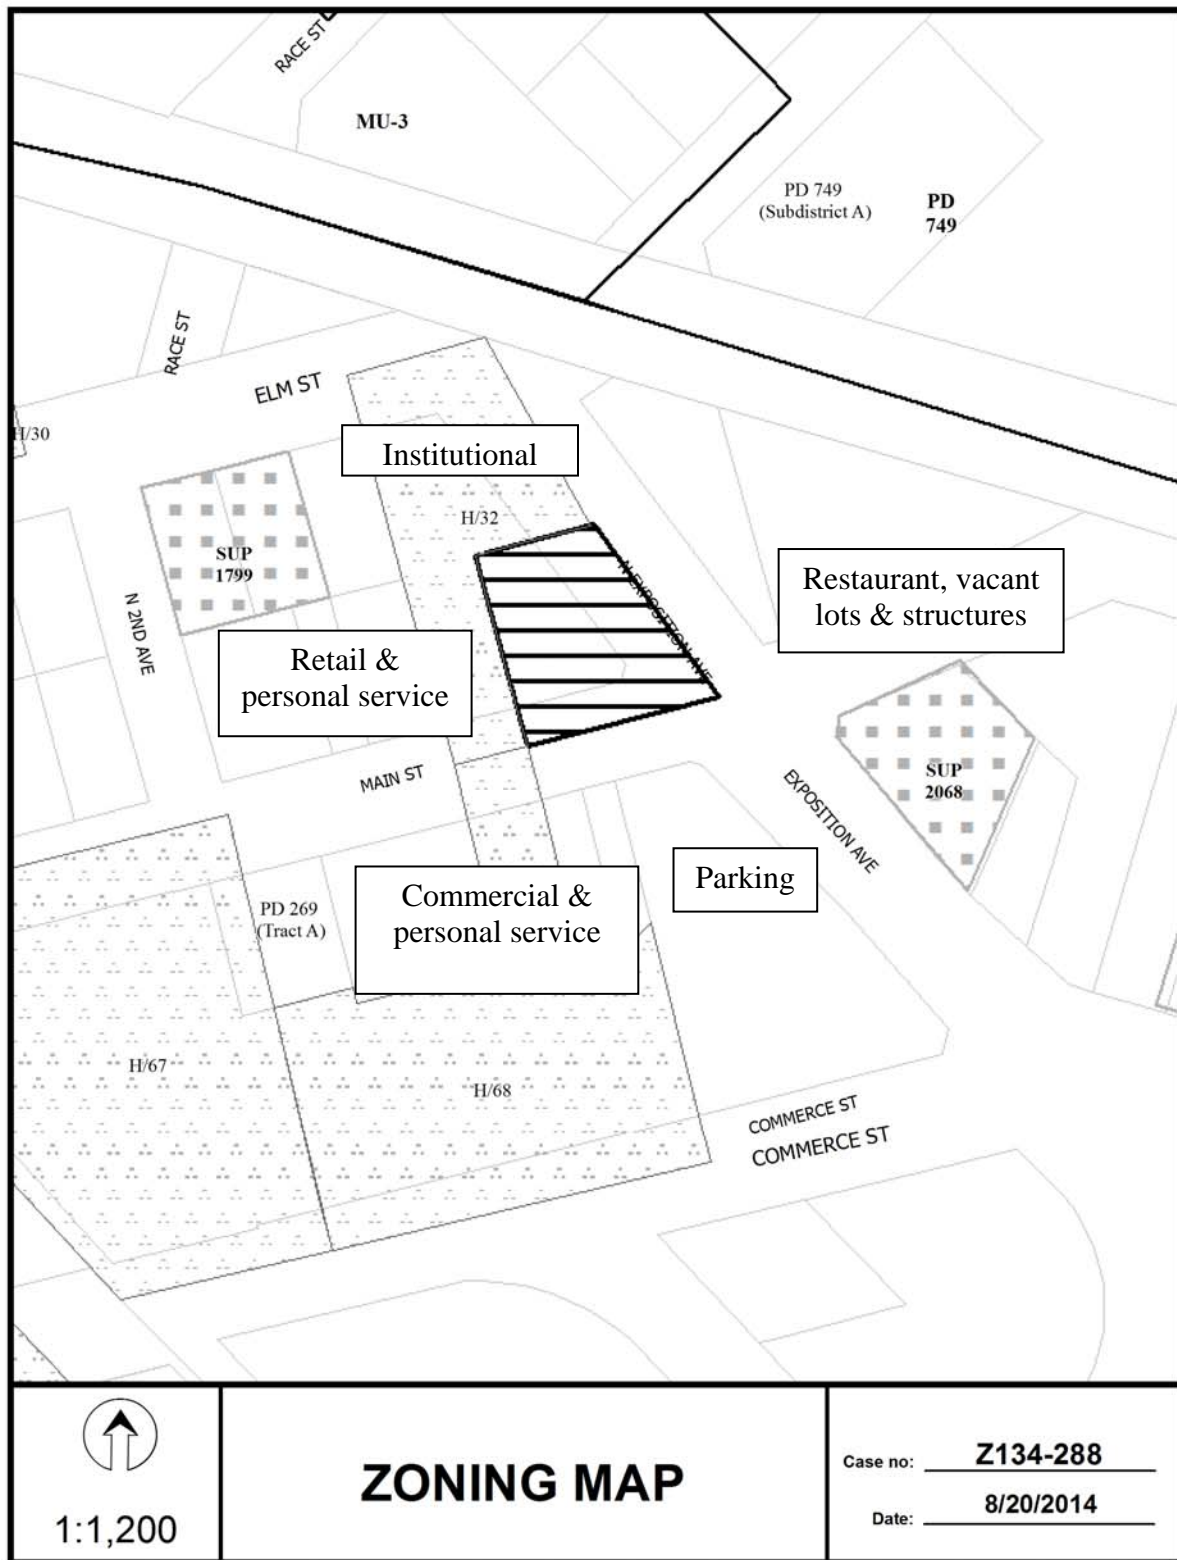 RACE ST
MU-3
PD 749
(Subdistrict A)
PD
749
RACE ST
ELM ST
H/30
Institutional
H/32
SUP
1799
N EXPOSITION AVE
Restaurant, vacant
lots & structures
N 2ND AVE
Retail &
personal service
MAIN ST
SUP
2068
EXPOSITION AVE
Parking
Commercial &
personal service
PD 269
(Tract A)
H/67
H/68
COMMERCE ST
COMMERCE ST
1:1,200
ZONING MAP
Case no: Z134-288
Date: 8/20/2014